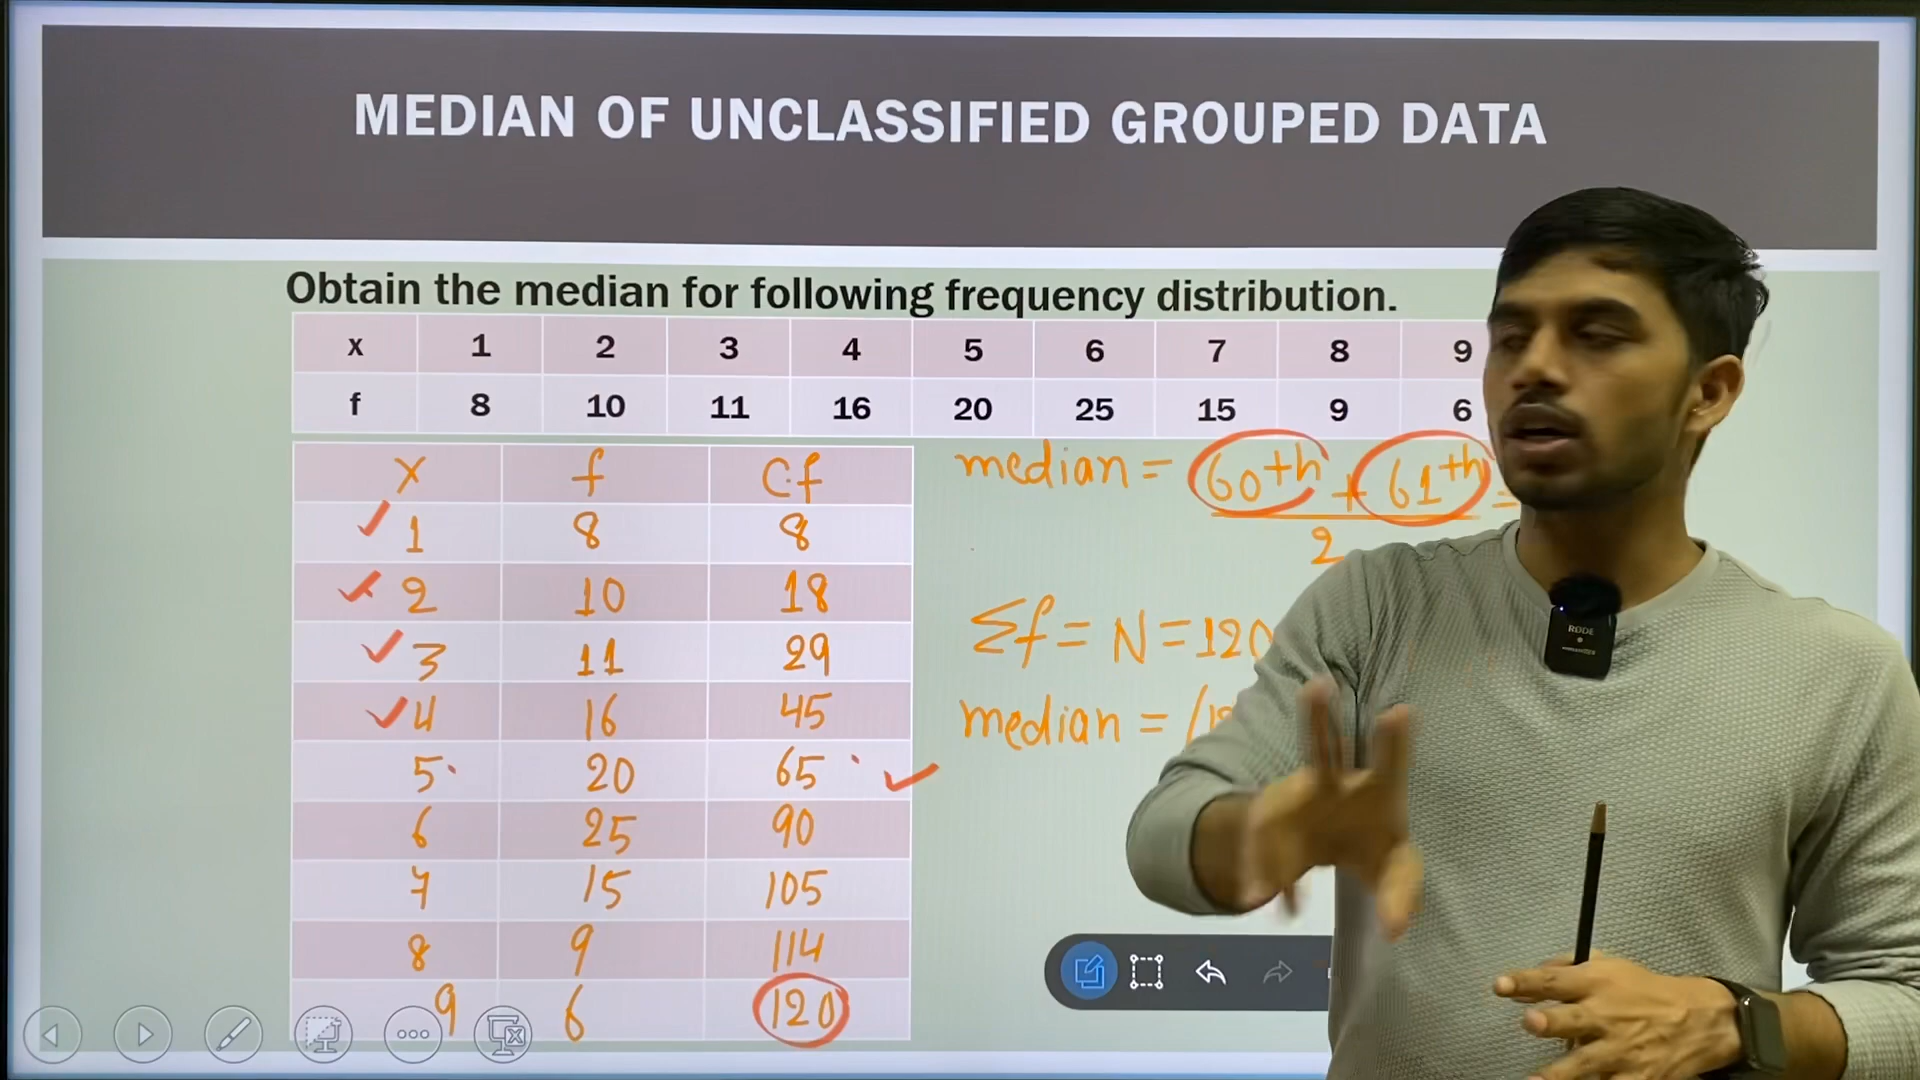 MEDIAN OF UNCLASSIFIED GROUPED DATA
Obtain the median for following frequency distribution.
x 1 2 3 4 5 6 7 8 9
f 8 10 11 16 20 25 15 9 6
X f C.f
1 8 8
2 10 18
3 11 29
4 16 45
5 20 65
6 25 90
7 15 105
8 9 114
9 6 120
median = 60th + 61th =
2
Σf = N = 120
median = (
RODE